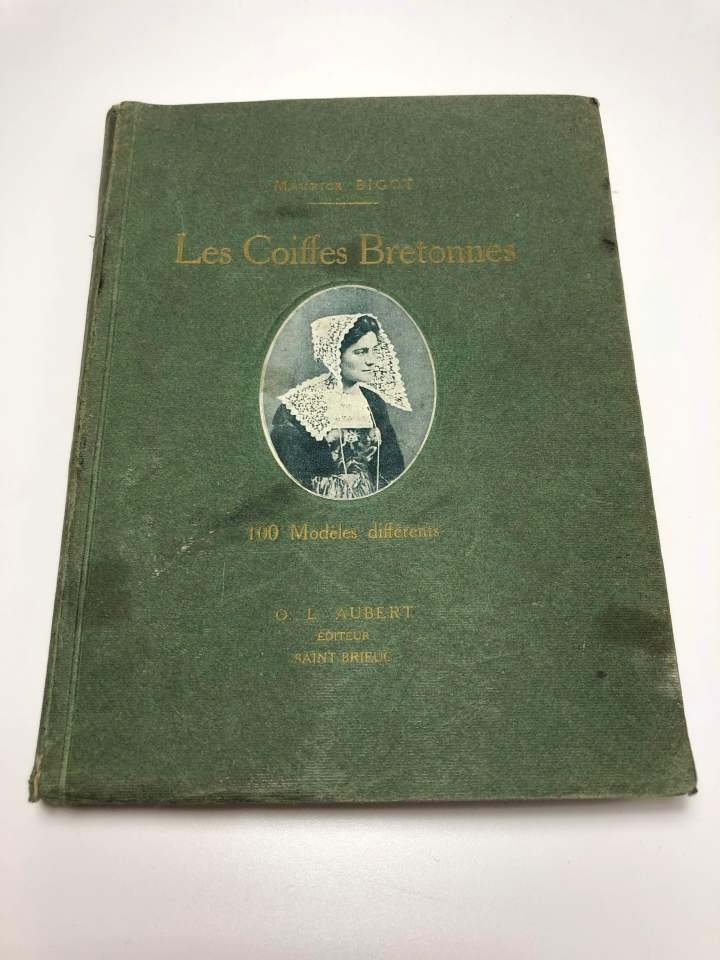 MAURICE BIGOT
Les Coiffes Bretonnes
100 Modèles différents
O. L. AUBERT
ÉDITEUR
SAINT-BRIEUC